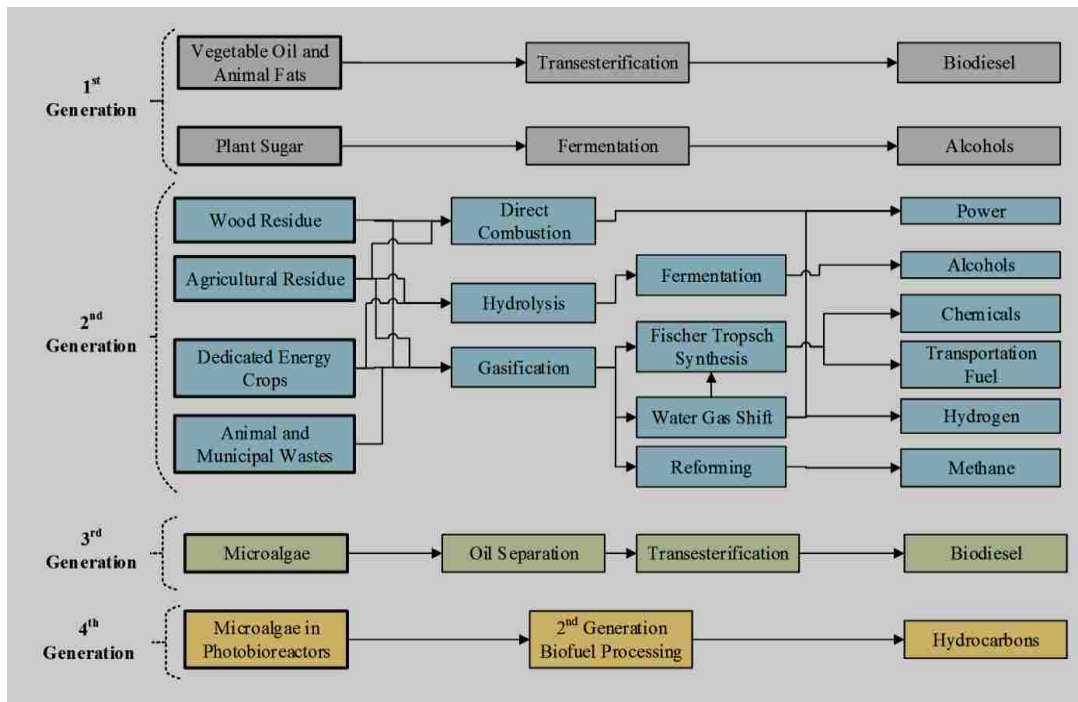 1st
Generation
Vegetable Oil and
Animal Fats
Transesterification
Biodiesel
Plant Sugar
Fermentation
Alcohols
2nd
Generation
Wood Residue
Direct
Combustion
Power
Agricultural Residue
Hydrolysis
Fermentation
Alcohols
Chemicals
Dedicated Energy
Crops
Gasification
Fischer Tropsch
Synthesis
Transportation
Fuel
Animal and
Municipal Wastes
Water Gas Shift
Hydrogen
Reforming
Methane
3rd
Generation
Microalgae
Oil Separation
Transesterification
Biodiesel
4th
Generation
Microalgae in
Photobioreactors
2nd Generation
Biofuel Processing
Hydrocarbons